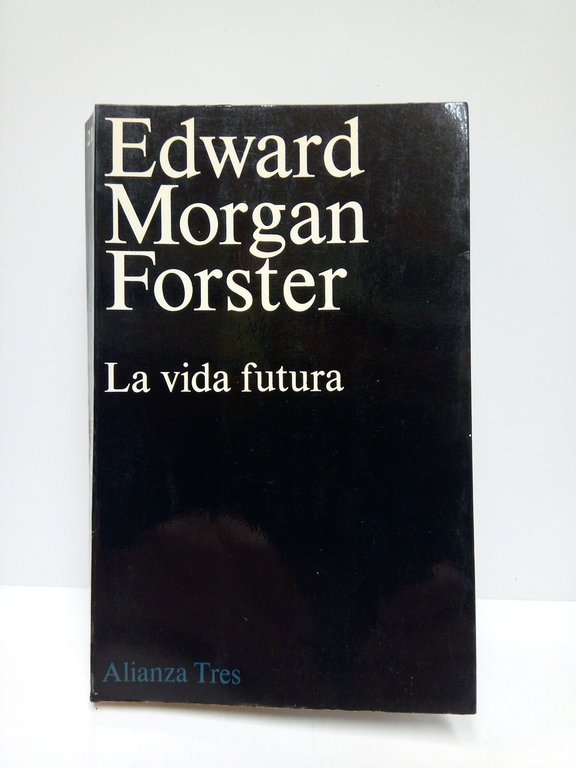 Edward
Morgan
Forster
La vida futura
Alianza Tres